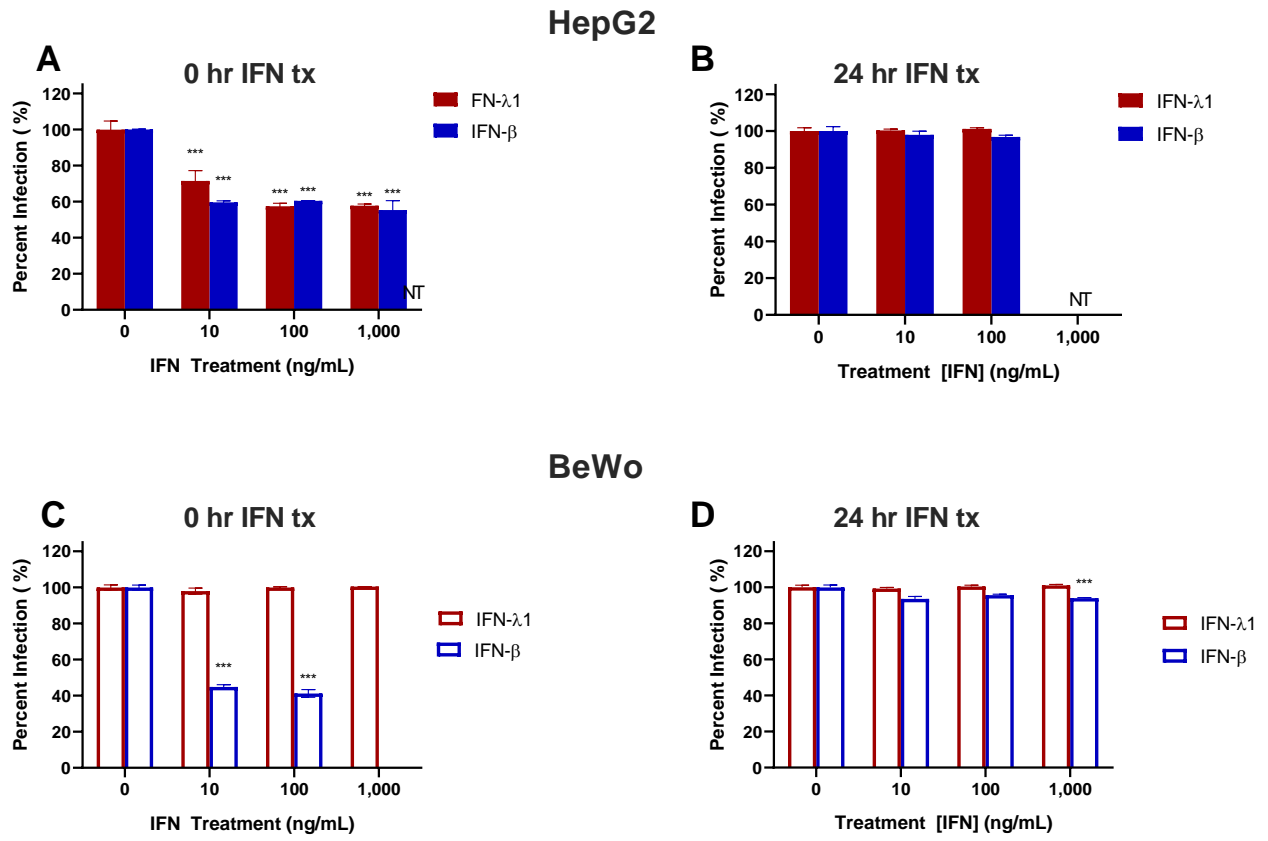 HepG2
A
0 hr IFN tx
Percent Infection ( %)
120
100
80
60
40
20
0
***
***
***
***
***
***
NT
0 10 100 1,000
IFN Treatment (ng/mL)
FN-λ1
IFN-β
B
24 hr IFN tx
Percent Infection ( %)
120
100
80
60
40
20
0
NT
0 10 100 1,000
Treatment [IFN] (ng/mL)
IFN-λ1
IFN-β
BeWo
C
0 hr IFN tx
Percent Infection ( %)
120
100
80
60
40
20
0
***
***
0 10 100 1,000
IFN Treatment (ng/mL)
IFN-λ1
IFN-β
D
24 hr IFN tx
Percent Infection ( %)
120
100
80
60
40
20
0
***
0 10 100 1,000
Treatment [IFN] (ng/mL)
IFN-λ1
IFN-β